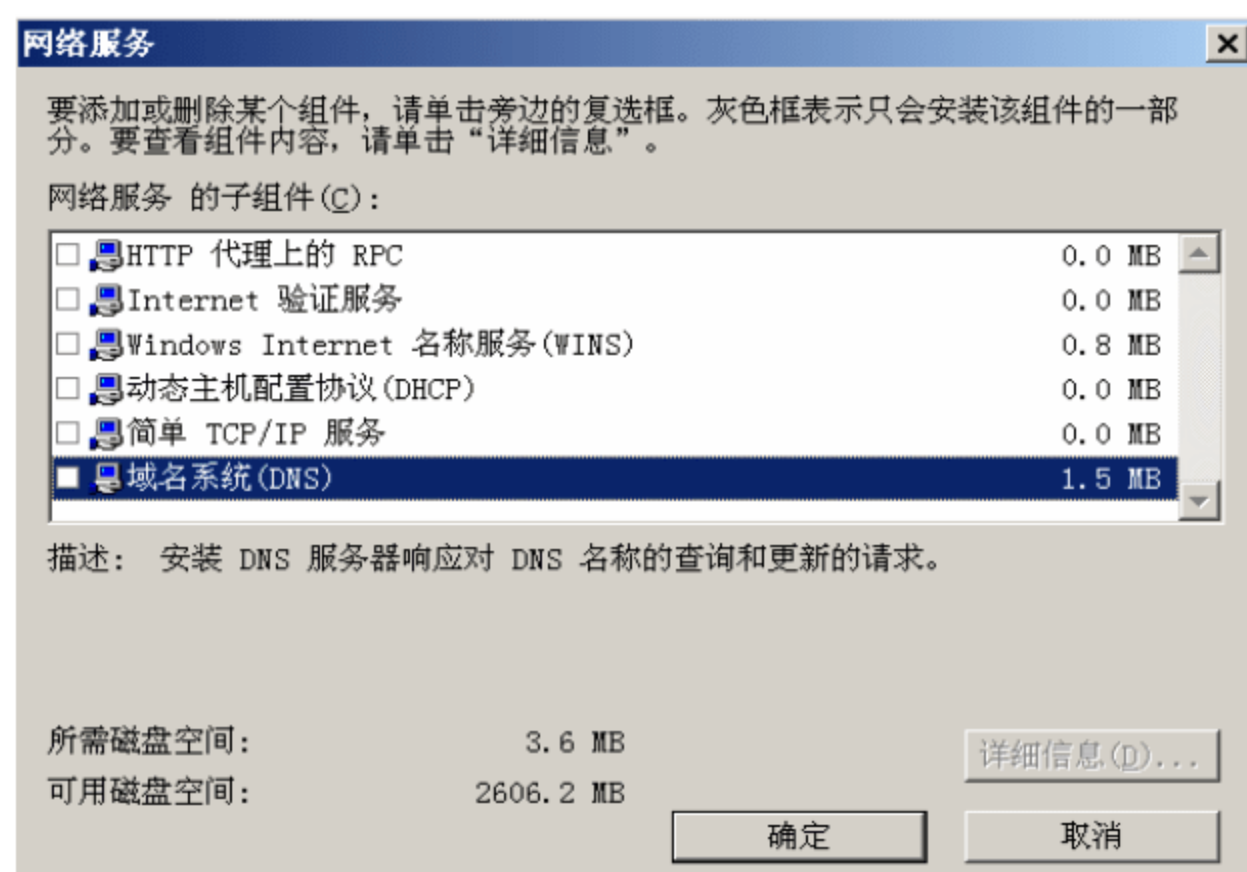 网络服务
要添加或删除某个组件，请单击旁边的复选框。灰色框表示只会安装该组件的一部
分。要查看组件内容，请单击“详细信息”。
网络服务 的子组件(C)：
HTTP 代理上的 RPC 0.0 MB
Internet 验证服务 0.0 MB
Windows Internet 名称服务(WINS) 0.8 MB
动态主机配置协议(DHCP) 0.0 MB
简单 TCP/IP 服务 0.0 MB
域名系统(DNS) 1.5 MB
描述： 安装 DNS 服务器响应对 DNS 名称的查询和更新的请求。
所需磁盘空间： 3.6 MB
详细信息(D)...
可用磁盘空间： 2606.2 MB
确定 取消